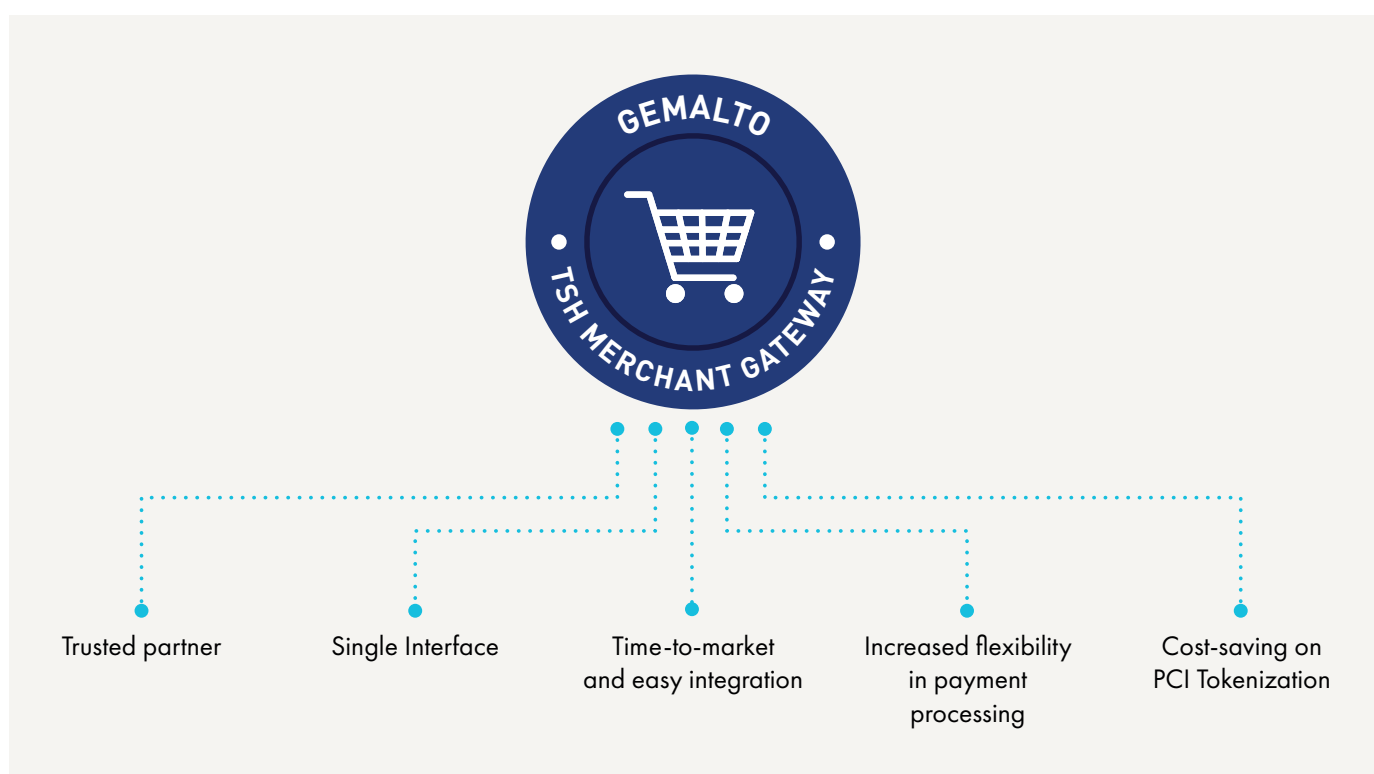 GEMALTO
TSH MERCHANT GATEWAY
Trusted partner
Single Interface
Time-to-market
and easy integration
Increased flexibility
in payment
processing
Cost-saving on
PCI Tokenization